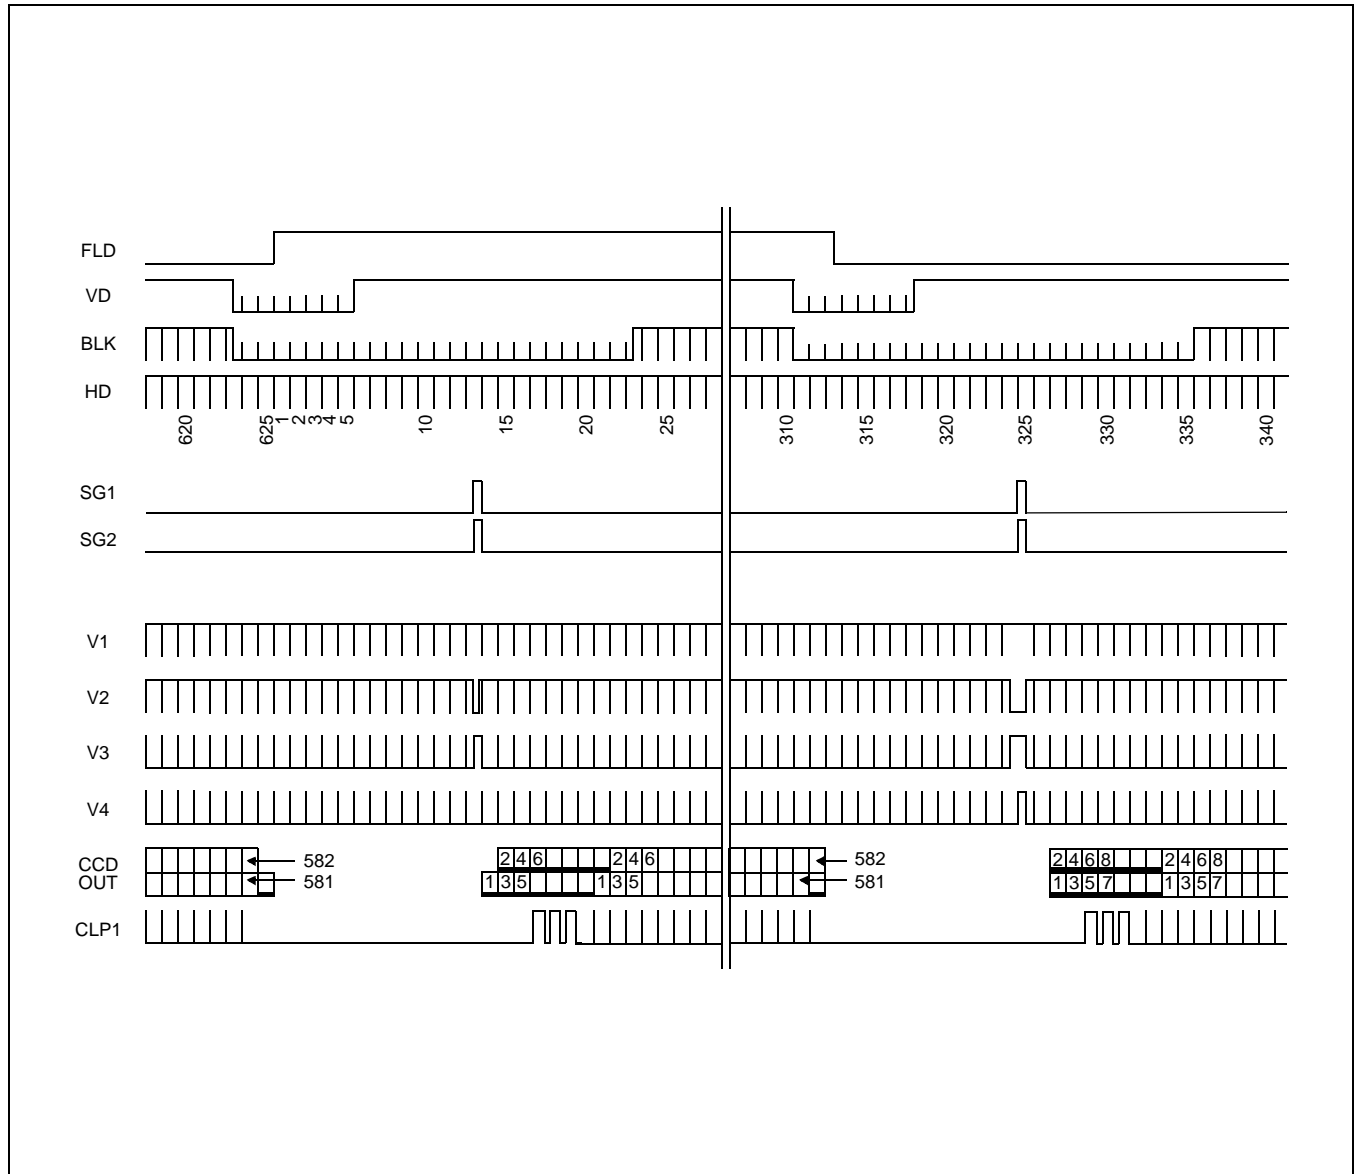 FLD
VD
BLK
HD
620 625 1 2 3 4 5 10 15 20 25 310 315 320 325 330 335 340
SG1
SG2
V1
V2
V3
V4
CCD OUT
582 2 4 6 2 4 6 582 2 4 6 8 2 4 6 8
581 1 3 5 1 3 5 581 1 3 5 7 1 3 5 7
CLP1